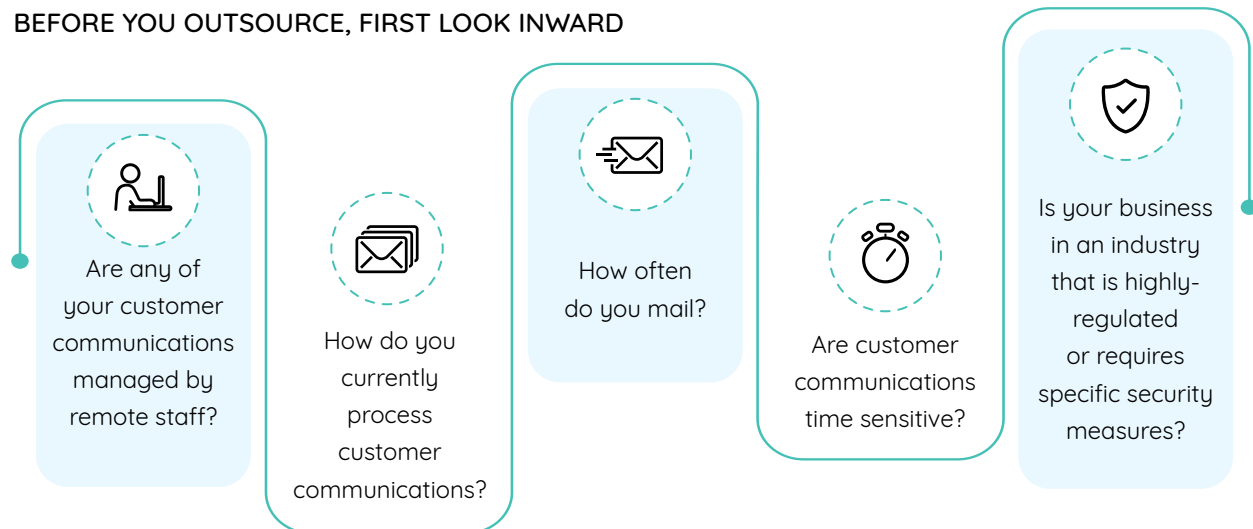 BEFORE YOU OUTSOURCE, FIRST LOOK INWARD
Are any of
your customer
communications
managed by
remote staff?
How do you
currently
process
customer
communications?
How often
do you mail?
Are customer
communications
time sensitive?
Is your business
in an industry
that is highly-
regulated
or requires
specific security
measures?